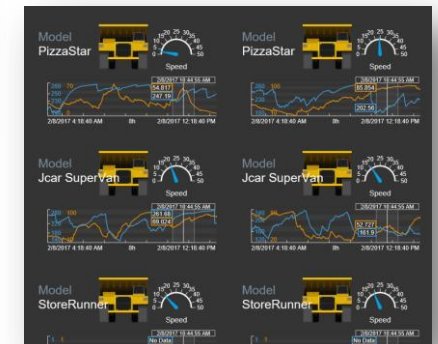 Model
PizzaStar
Speed
2/8/2017 10:44:55 AM
54.817
247.19
2/8/2017 4:18:40 AM 8h 2/8/2017 12:18:40 PM
Model
PizzaStar
Speed
2/8/2017 10:44:55 AM
85.854
202.56
2/8/2017 4:18:40 AM 8h 2/8/2017 12:18:40 PM
Model
Jcar SuperVan
Speed
2/8/2017 10:44:55 AM
261.68
69.024
2/8/2017 4:18:40 AM 8h 2/8/2017 12:18:40 PM
Model
Jcar SuperVan
Speed
2/8/2017 10:44:55 AM
52.727
161.9
2/8/2017 4:18:40 AM 8h 2/8/2017 12:18:40 PM
Model
StoreRunner
Speed
2/8/2017 10:44:55 AM
No Data
Model
StoreRunner
Speed
2/8/2017 10:44:55 AM
No Data